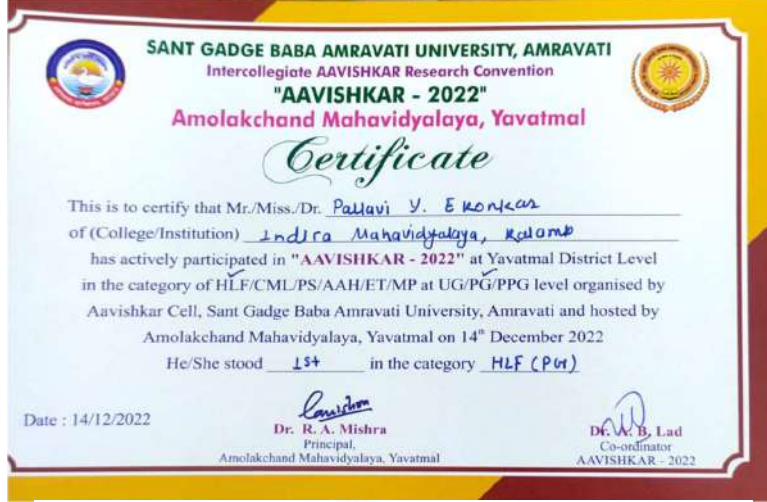 SANT GADGE BABA AMRAVATI UNIVERSITY, AMRAVATI
Intercollegiate AAVISHKAR Research Convention
"AAVISHKAR - 2022"
Amolakchand Mahavidyalaya, Yavatmal
Certificate
This is to certify that Mr./Miss./Dr. Pallavi Y. Ekonkar
of (College/Institution) Indira Mahavidyalaya, Kalamb
has actively participated in "AAVISHKAR - 2022" at Yavatmal District Level
in the category of HLF/CML/PS/AAH/ET/MP at UG/PG/PPG level organised by
Aavishkar Cell, Sant Gadge Baba Amravati University, Amravati and hosted by
Amolakchand Mahavidyalaya, Yavatmal on 14th December 2022
He/She stood 1st in the category HLF (PG)
Date : 14/12/2022
Dr. R. A. Mishra
Principal,
Amolakchand Mahavidyalaya, Yavatmal
Dr. A. B. Lad
Co-ordinator
AAVISHKAR - 2022